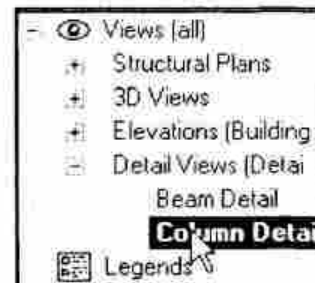 Views (all)
Structural Plans
3D Views
Elevations (Building
Detail Views (Detai
Beam Detail
Column Detai
Legends